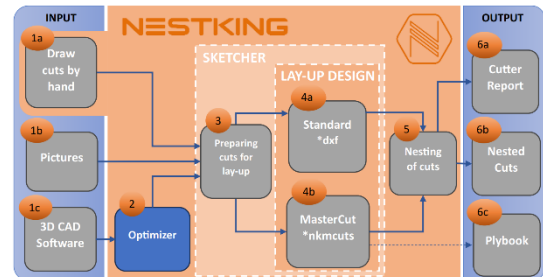 INPUT
NESTKING
OUTPUT
1a
Draw
cuts by
hand
1b
Pictures
1c
3D CAD
Software
2
Optimizer
SKETCHER
3
Preparing
cuts for
lay-up
LAY-UP DESIGN
4a
Standard
*dxf
4b
MasterCut
*nkmcuts
5
Nesting
of cuts
6a
Cutter
Report
6b
Nested
Cuts
6c
Plybook